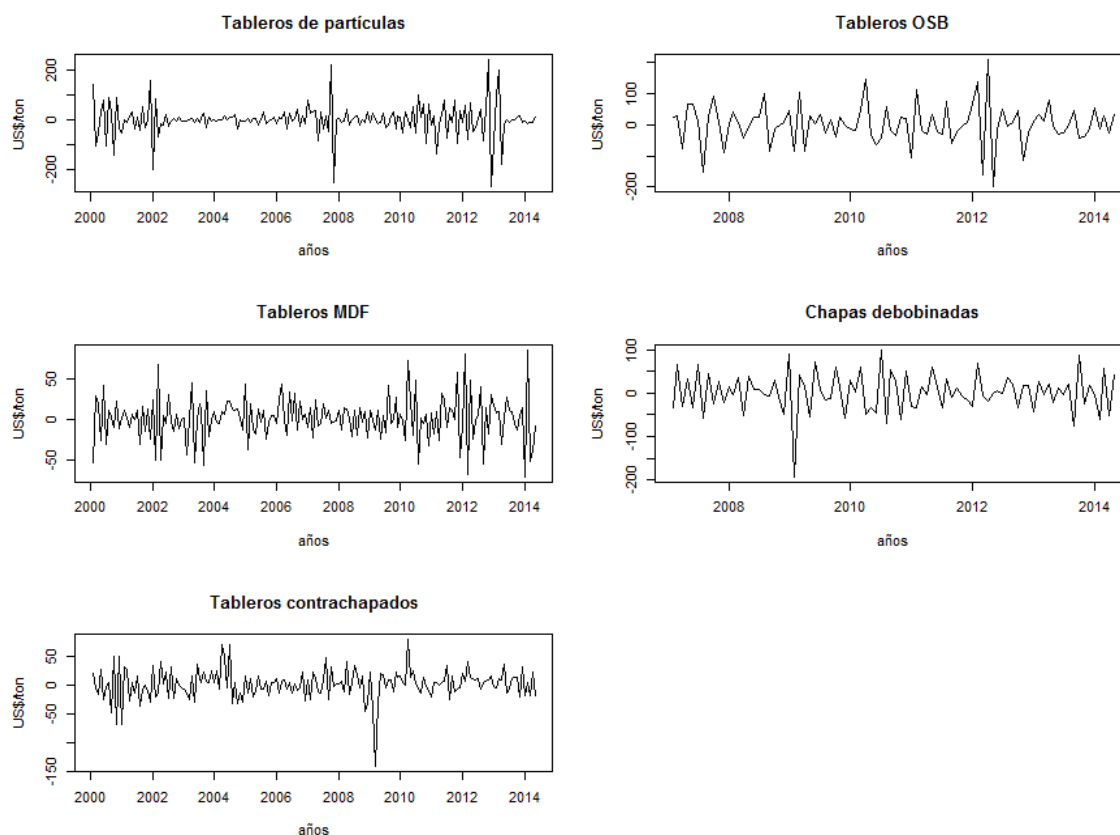 Tableros de partículas
US$/ton
200
0
-200
2000 2002 2004 2006 2008 2010 2012 2014
años
Tableros OSB
US$/ton
100
0
-200
2008 2010 2012 2014
años
Tableros MDF
US$/ton
50
0
-50
2000 2002 2004 2006 2008 2010 2012 2014
años
Chapas debobinadas
US$/ton
100
0
-100
-200
2008 2010 2012 2014
años
Tableros contrachapados
US$/ton
50
0
-50
-150
2000 2002 2004 2006 2008 2010 2012 2014
años